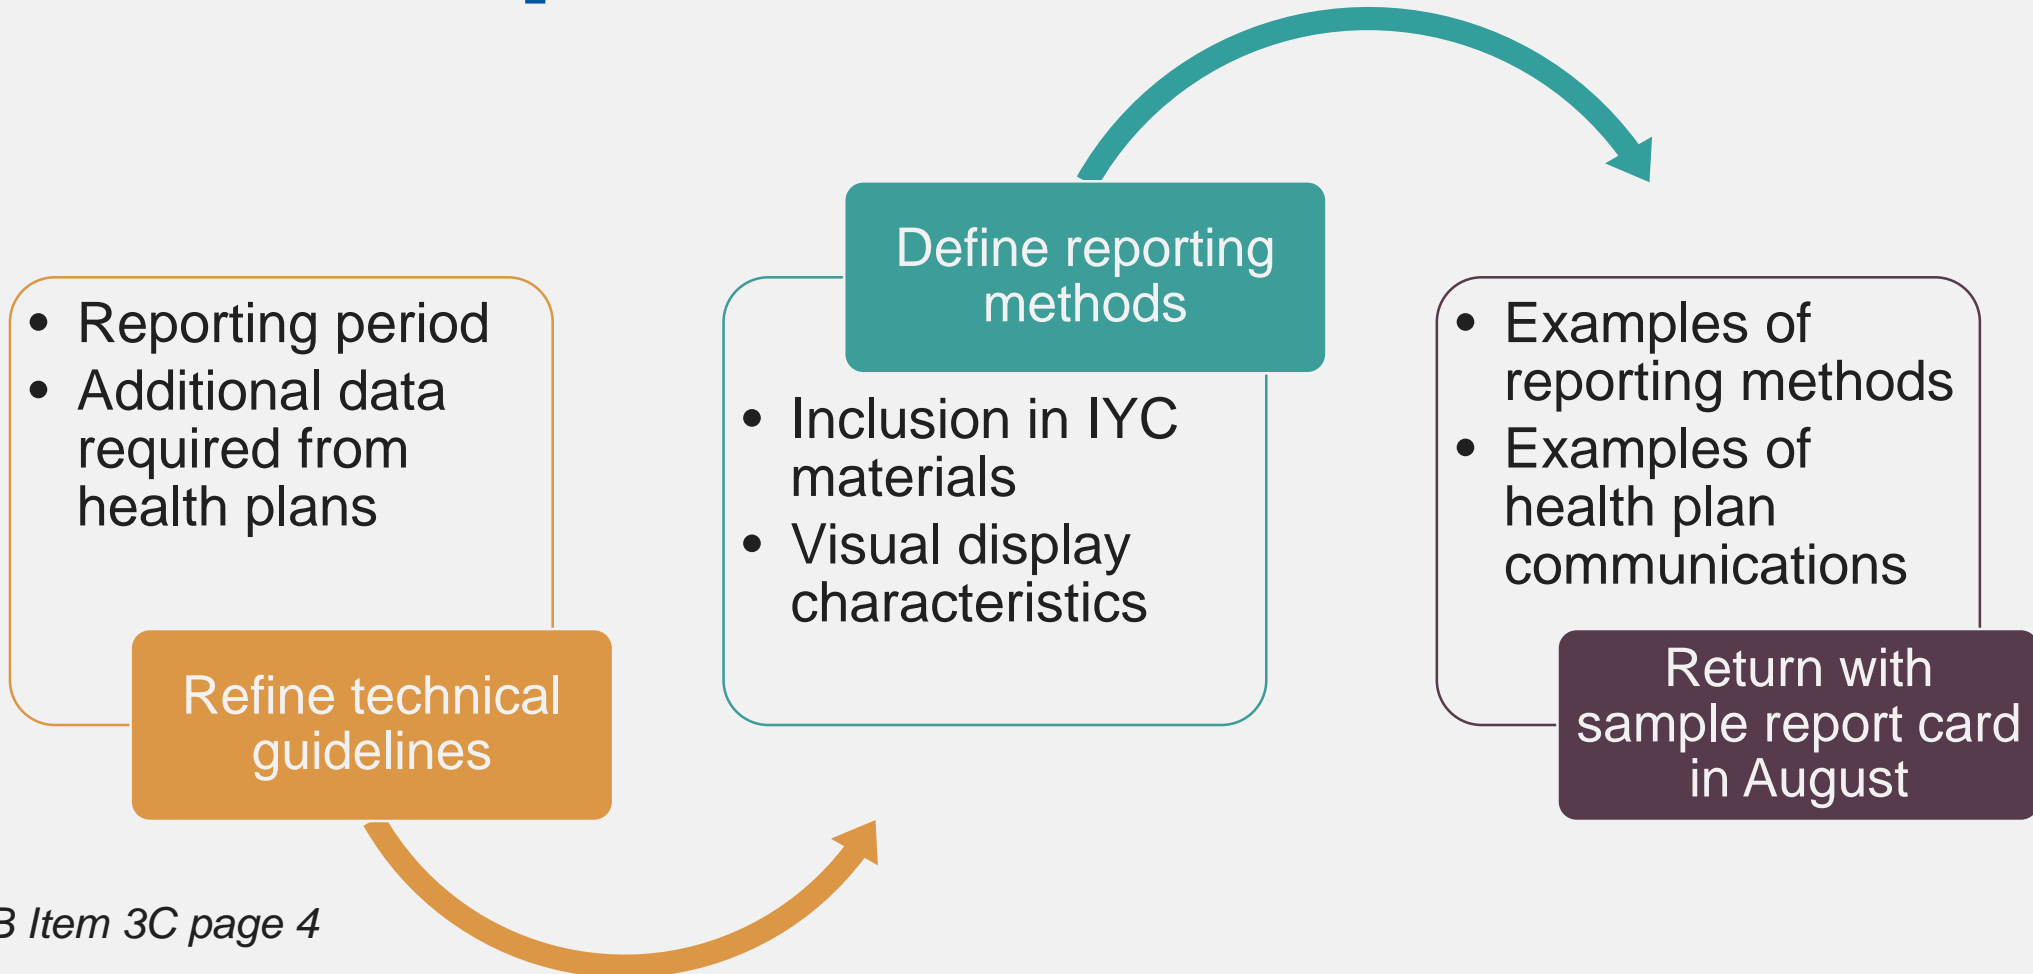 • Reporting period
• Additional data
required from
health plans
Refine technical
guidelines
Define reporting
methods
• Inclusion in IYC
materials
• Visual display
characteristics
• Examples of
reporting methods
• Examples of
health plan
communications
Return with
sample report card
in August
Item 3C page 4